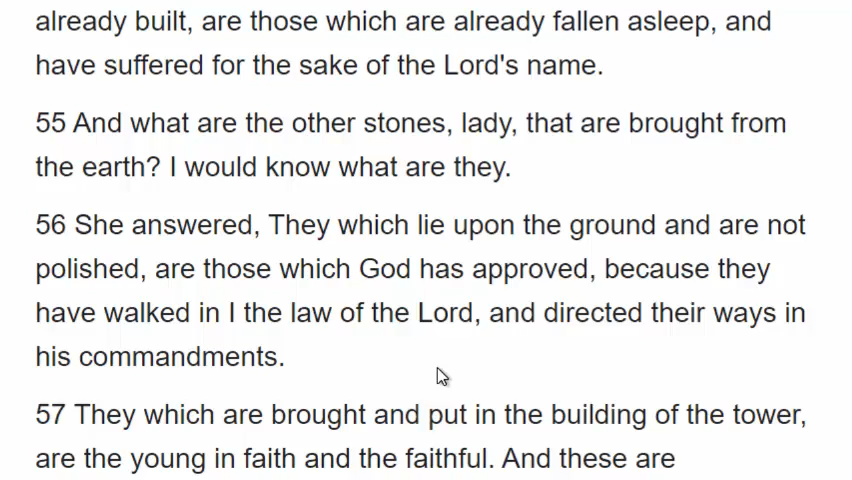 already built, are those which are already fallen asleep, and
have suffered for the sake of the Lord's name.
55 And what are the other stones, lady, that are brought from
the earth? I would know what are they.
56 She answered, They which lie upon the ground and are not
polished, are those which God has approved, because they
have walked in I the law of the Lord, and directed their ways in
his commandments.
57 They which are brought and put in the building of the tower,
are the young in faith and the faithful. And these are